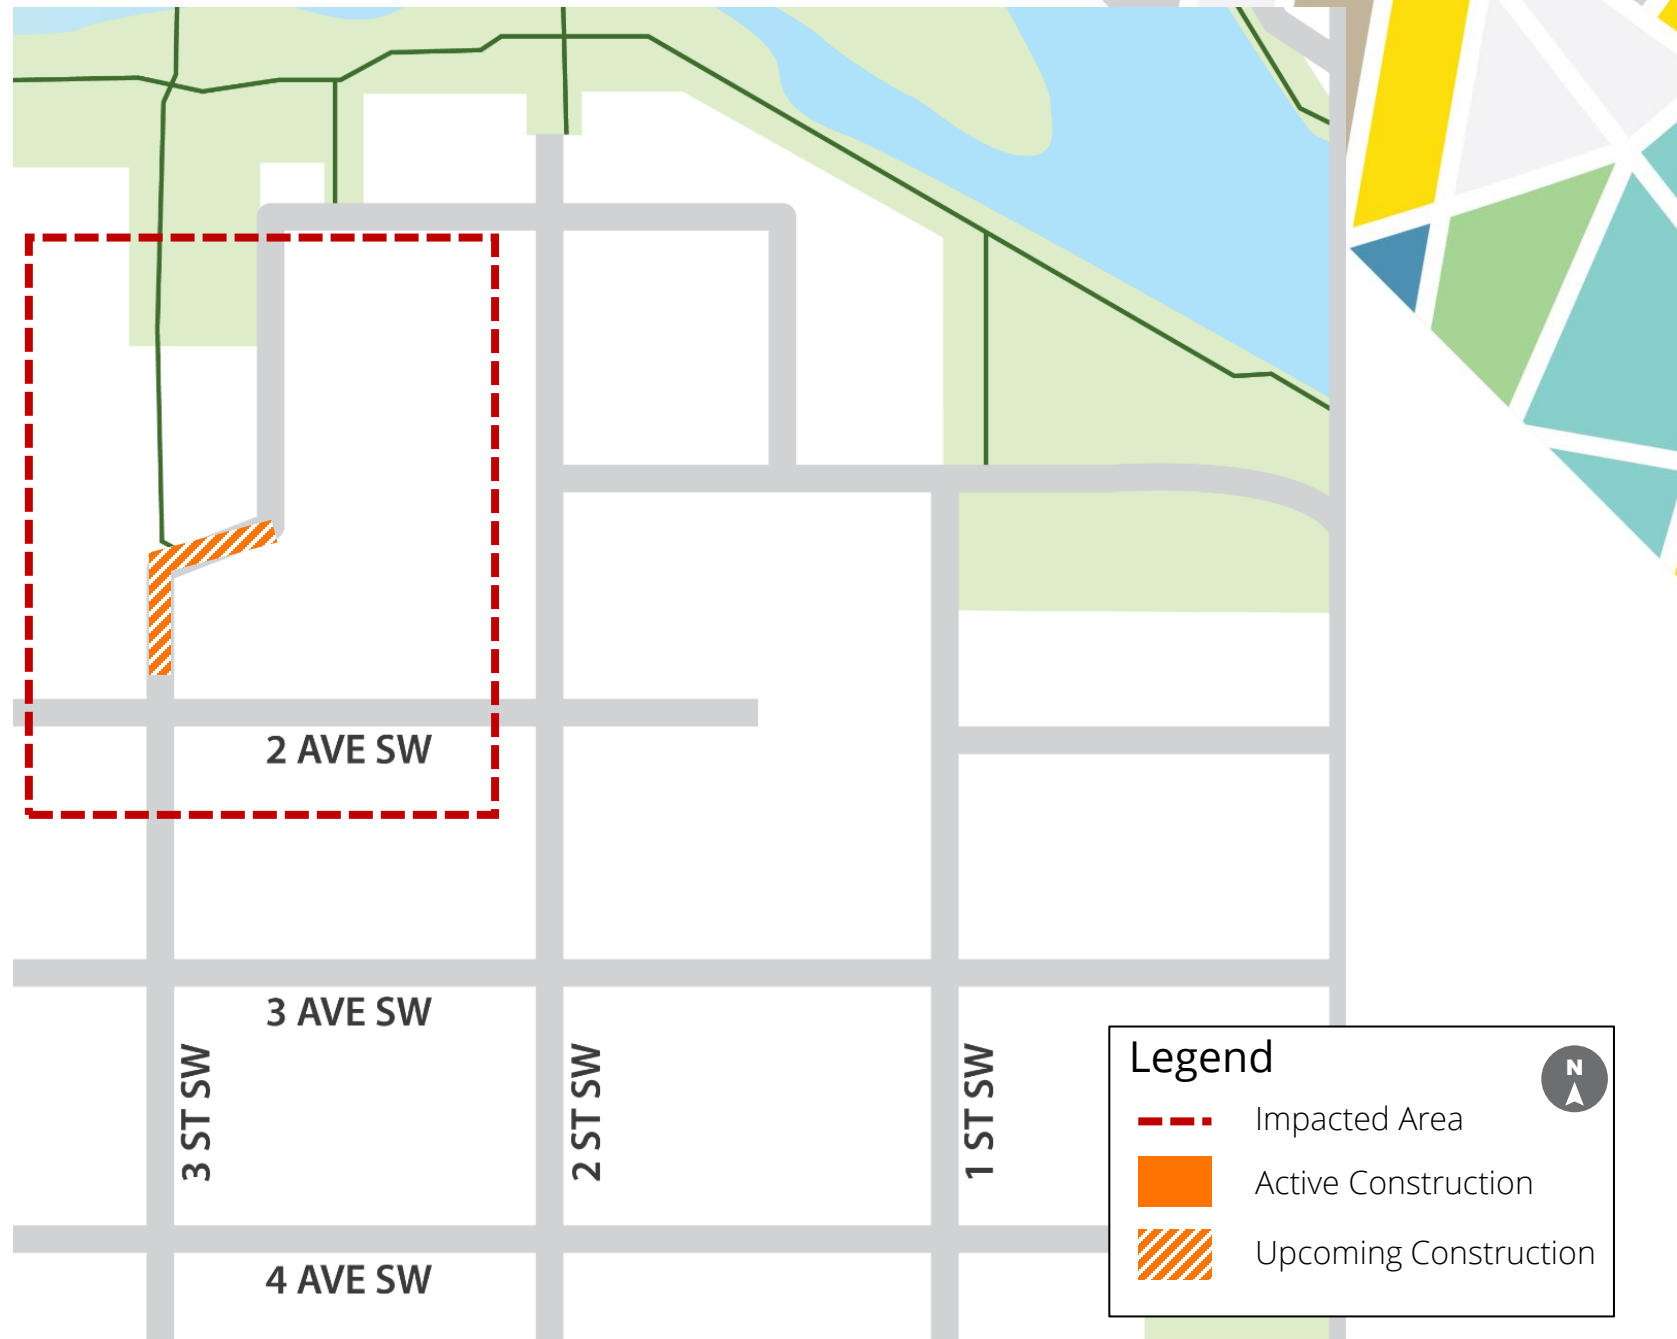 2 AVE SW
3 AVE SW
3 ST SW
2 ST SW
1 ST SW
4 AVE SW
Legend
N
Impacted Area
Active Construction
Upcoming Construction